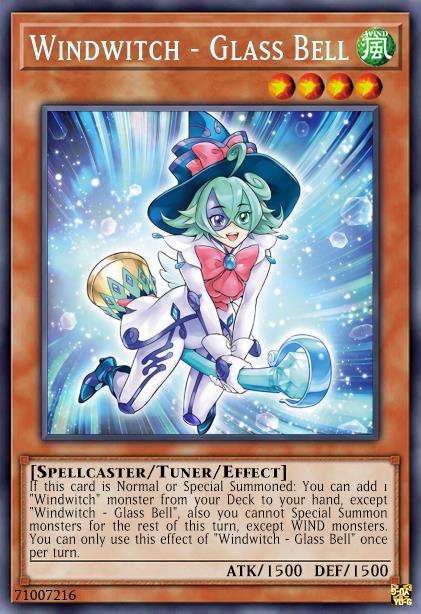 Windwitch - Glass Bell
WIND
風
[Spellcaster/Tuner/Effect]
If this card is Normal or Special Summoned: You can add 1
"Windwitch" monster from your Deck to your hand, except
"Windwitch - Glass Bell", also you cannot Special Summon
monsters for the rest of this turn, except WIND monsters.
You can only use this effect of "Windwitch - Glass Bell" once
per turn.
ATK/1500 DEF/1500
71007216